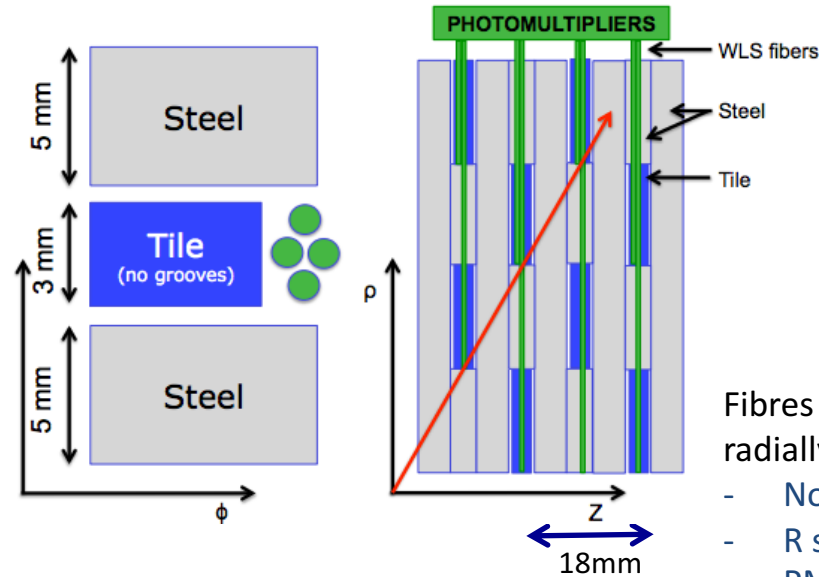 5 mm
Steel
3 mm
Tile
(no grooves)
5 mm
Steel
ϕ
PHOTOMULTIPLIERS
WLS fibers
Steel
Tile
ρ
Z
18mm
Fibres
radially
- No
- R s